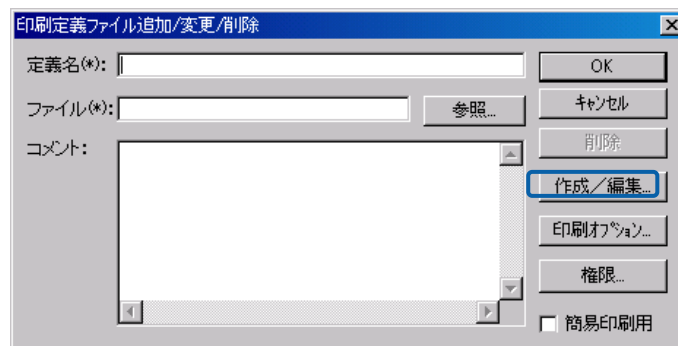 印刷定義ファイル追加/変更/削除
定義名(*):
OK
ファイル(*):
参照...
ｷｬﾝｾﾙ
コメント:
削除
作成／編集...
印刷ｵﾌﾟｼｮﾝ...
権限...
簡易印刷用